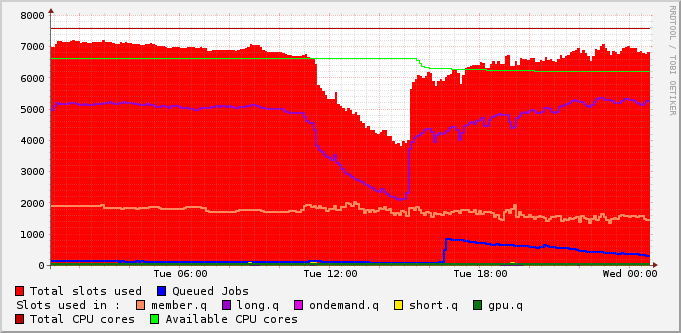 RRDTOOL / TOBI OETIKER
8000
7000
6000
5000
4000
3000
2000
1000
0
Tue 06:00 Tue 12:00 Tue 18:00 Wed 00:00
Total slots used Queued Jobs
Slots used in : member.q long.q ondemand.q short.q gpu.q
Total CPU cores Available CPU cores